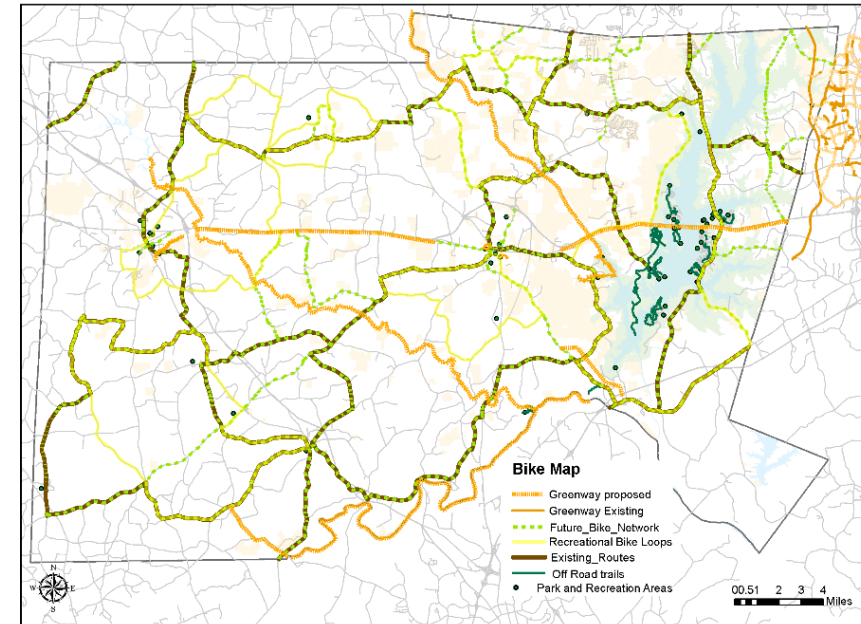 Bike Map
Greenway proposed
Greenway Existing
Future_Bike_Network
Recreational Bike Loops
Existing_Routes
Off Road trails
Park and Recreation Areas
N
W E
S
00.51 2 3 4
Miles